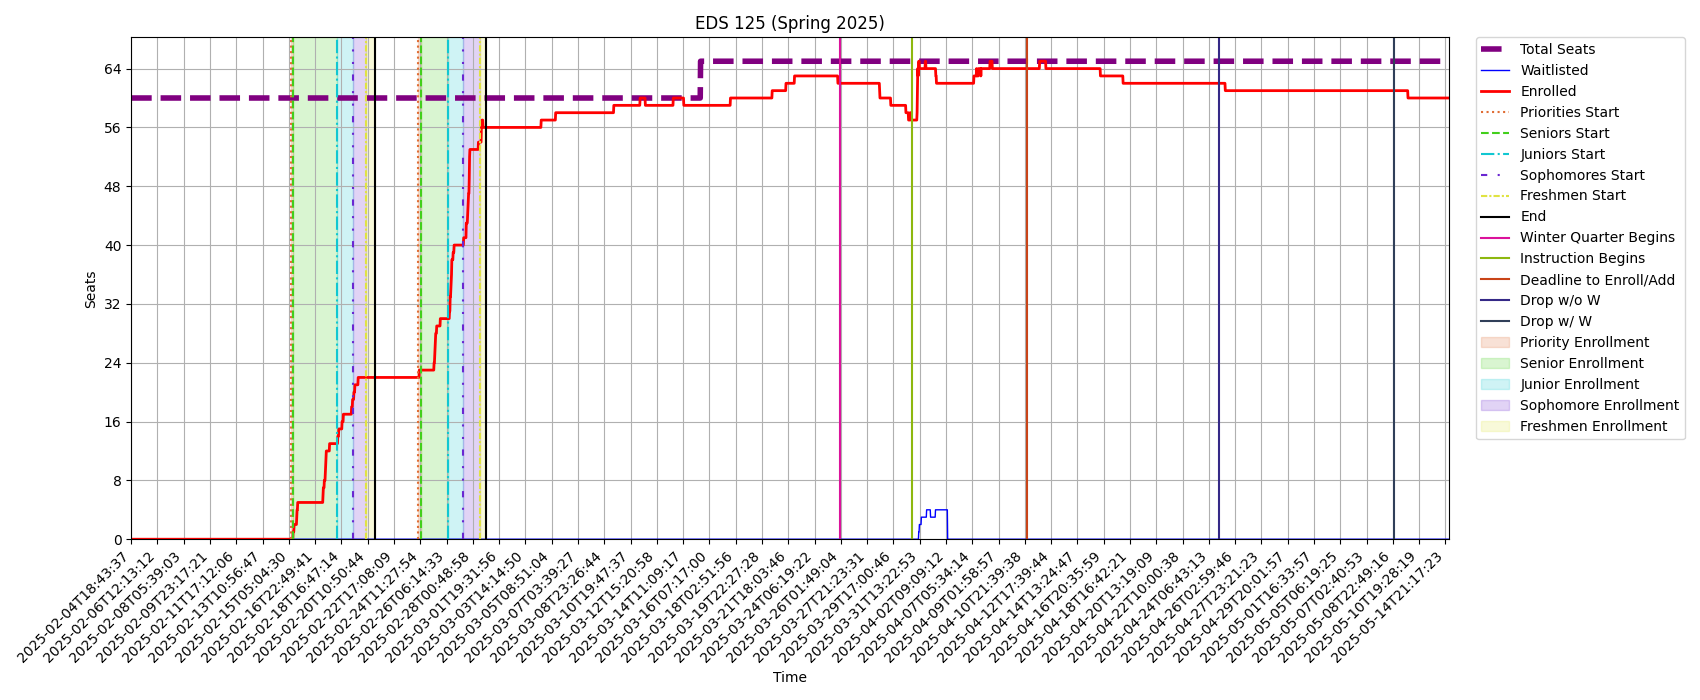 EDS 125 (Spring 2025)
Seats
64
56
48
40
32
24
16
8
0
2025-02-04T18:43:37
2025-02-06T12:13:12
2025-02-08T05:39:03
2025-02-09T23:17:21
2025-02-11T17:12:06
2025-02-13T10:56:47
2025-02-15T05:04:30
2025-02-16T22:49:41
2025-02-18T16:47:14
2025-02-20T10:50:44
2025-02-22T17:08:09
2025-02-24T11:27:54
2025-02-26T06:14:33
2025-02-28T00:48:58
2025-03-01T19:31:56
2025-03-03T14:14:50
2025-03-05T08:51:04
2025-03-07T03:39:27
2025-03-08T23:26:44
2025-03-10T19:47:37
2025-03-12T15:20:58
2025-03-14T11:09:17
2025-03-16T07:17:00
2025-03-18T02:51:56
2025-03-19T22:27:28
2025-03-21T18:03:46
2025-03-24T06:19:22
2025-03-26T01:49:04
2025-03-27T21:23:31
2025-03-29T17:00:46
2025-03-31T13:22:53
2025-04-02T09:09:12
2025-04-07T05:34:14
2025-04-09T01:58:57
2025-04-10T21:39:38
2025-04-12T17:39:44
2025-04-14T13:24:47
2025-04-16T20:35:59
2025-04-18T16:42:21
2025-04-20T13:19:09
2025-04-22T10:00:38
2025-04-24T06:43:13
2025-04-26T02:59:46
2025-04-27T23:21:23
2025-04-29T20:01:57
2025-05-01T16:33:57
2025-05-05T06:19:25
2025-05-07T02:40:53
2025-05-08T22:49:16
2025-05-10T19:28:19
2025-05-14T21:17:23
Time
Total Seats
Waitlisted
Enrolled
Priorities Start
Seniors Start
Juniors Start
Sophomores Start
Freshmen Start
End
Winter Quarter Begins
Instruction Begins
Deadline to Enroll/Add
Drop w/o W
Drop w/ W
Priority Enrollment
Senior Enrollment
Junior Enrollment
Sophomore Enrollment
Freshmen Enrollment